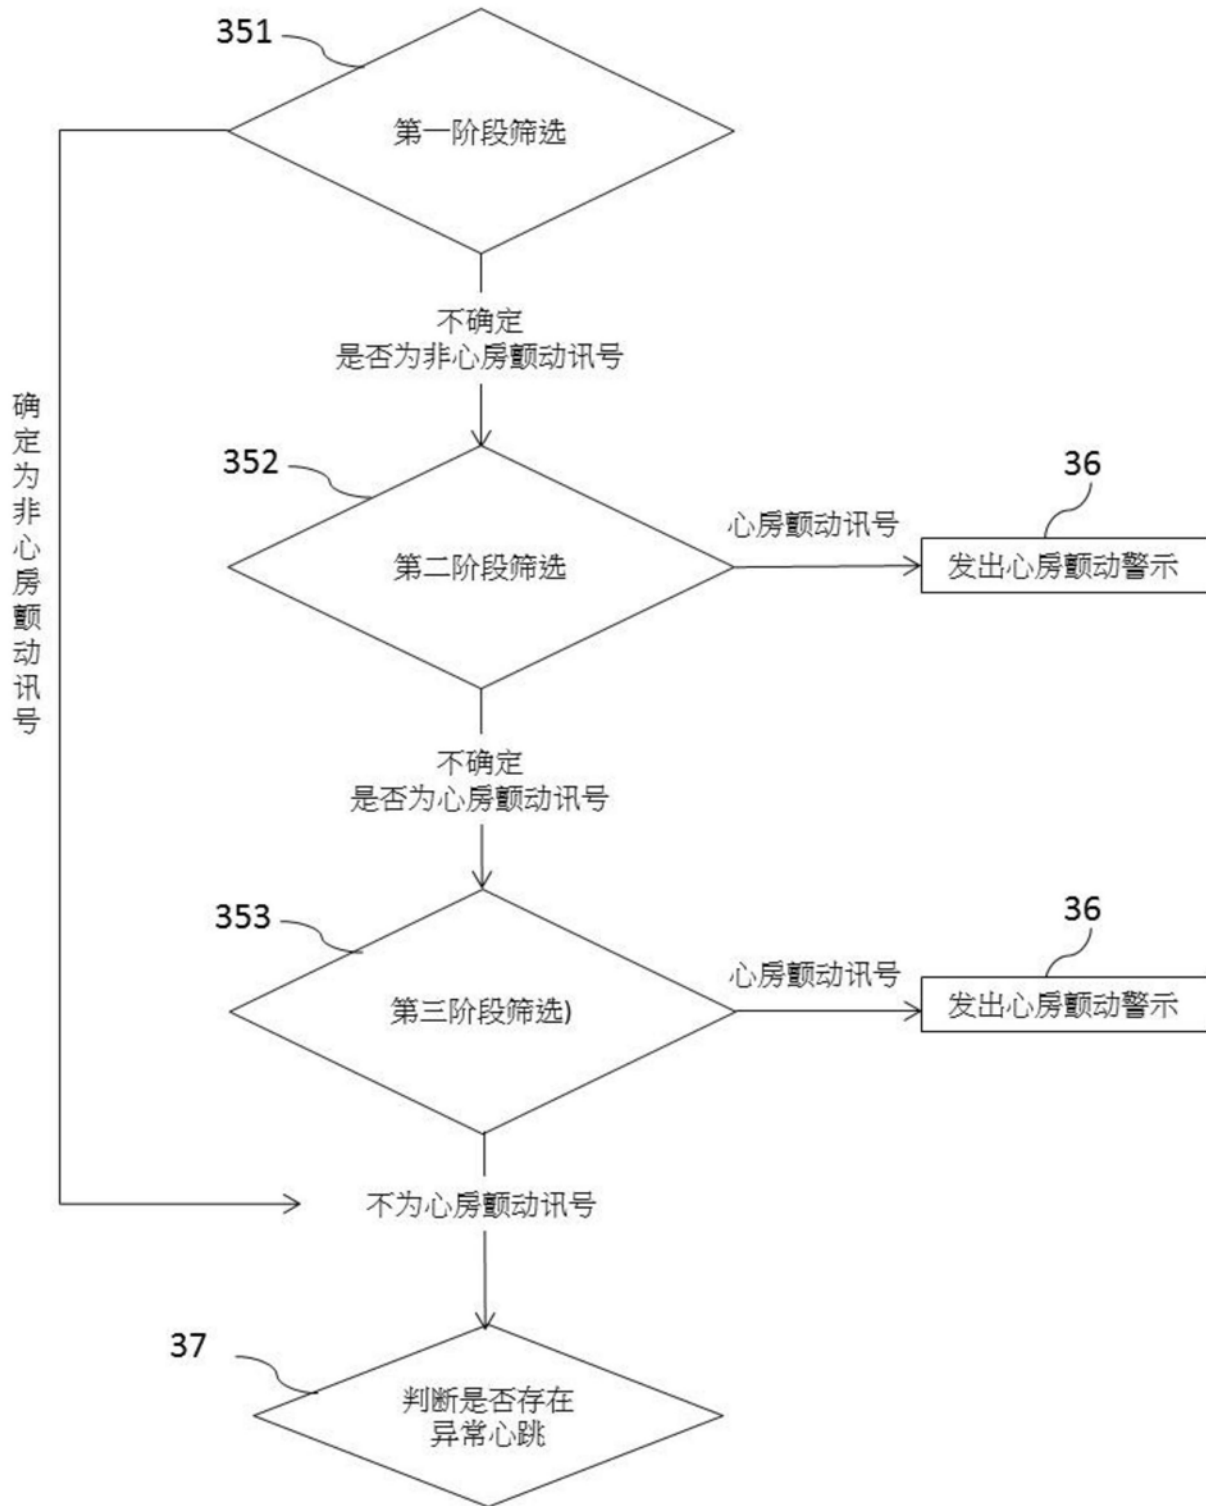 351
第一阶段筛选
不确定
是否为非心房颤动讯号
确定为非心房颤动讯号
352
第二阶段筛选
心房颤动讯号
36
发出心房颤动警示
不确定
是否为心房颤动讯号
353
第三阶段筛选)
心房颤动讯号
36
发出心房颤动警示
不为心房颤动讯号
37
判断是否存在
异常心跳